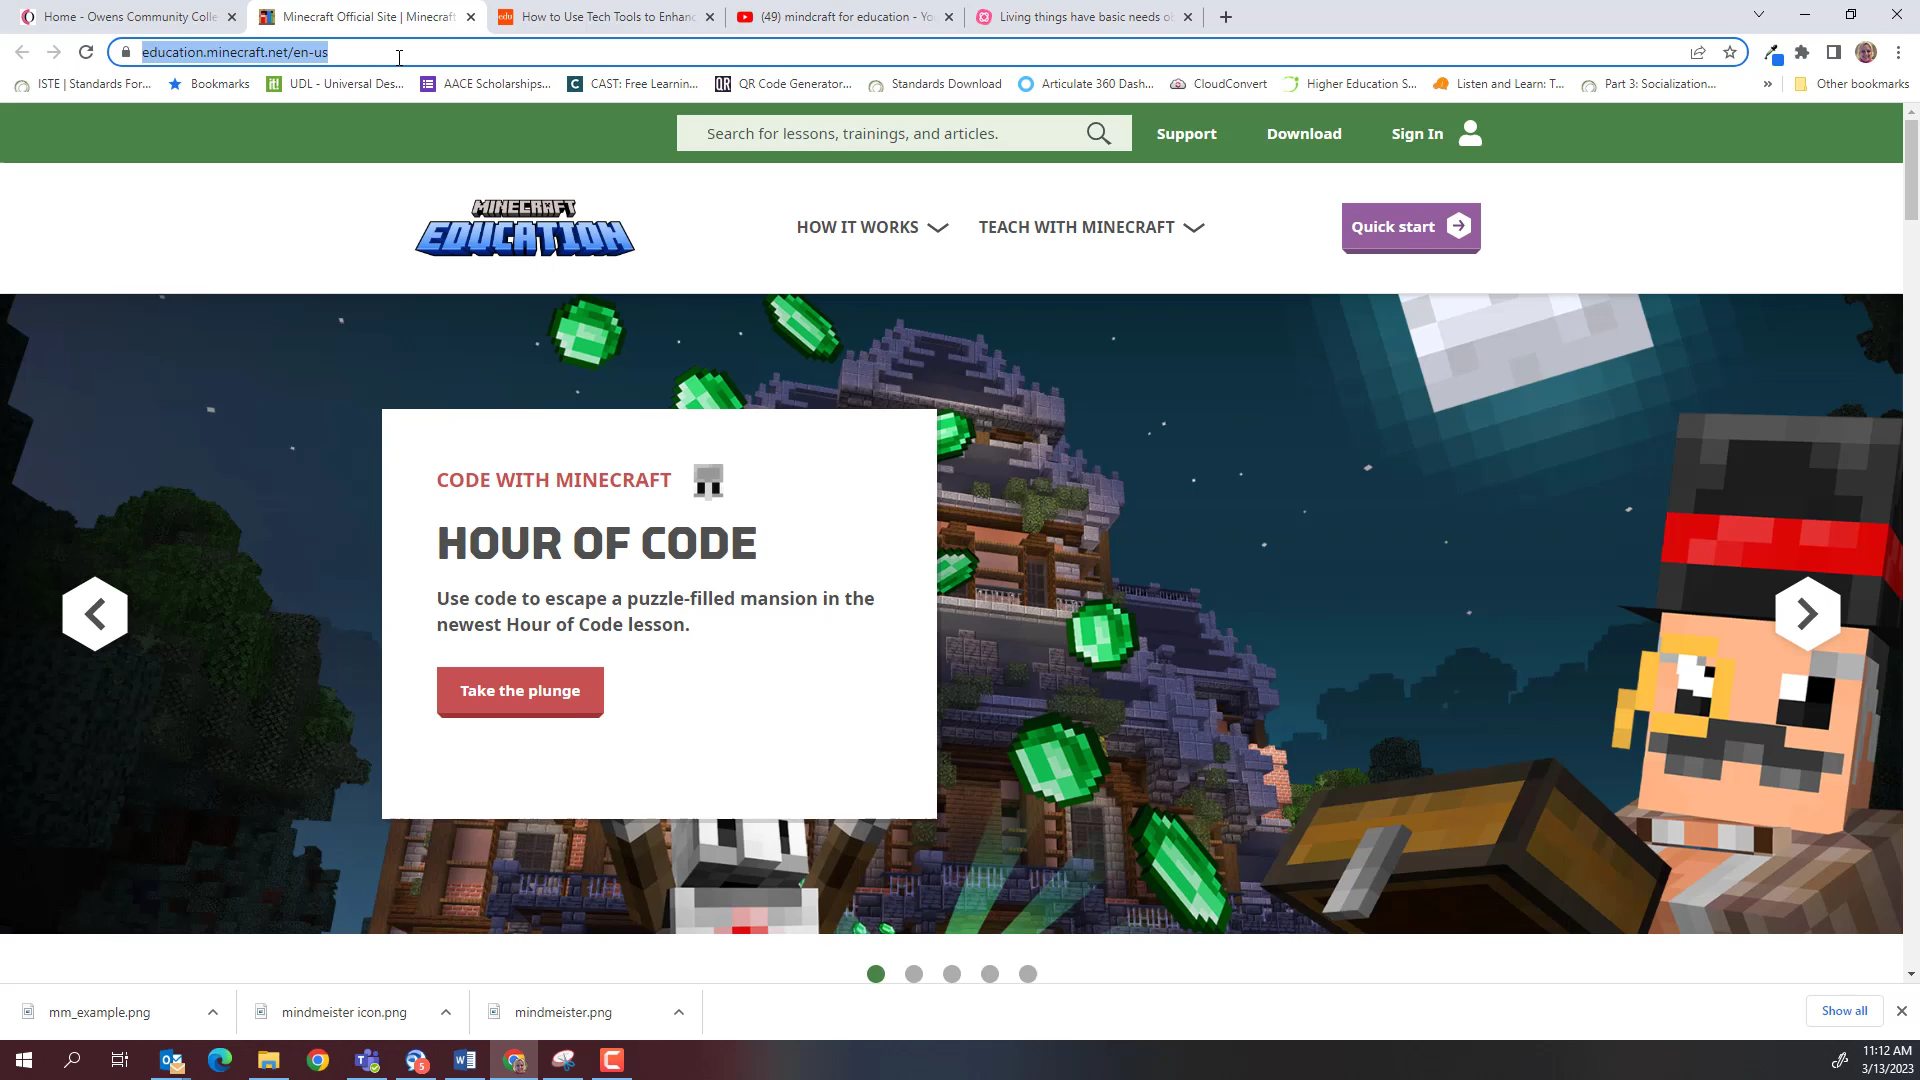 Home - Owens Community Colle
Minecraft Official Site | Minecraft
edu
How to Use Tech Tools to Enhanc
(49) mindcraft for education - Yo
Living things have basic needs o
education.minecraft.net/en-us
ISTE | Standards For...
Bookmarks
it!
UDL - Universal Des...
AACE Scholarships...
C
CAST: Free Learnin...
QR
QR Code Generator...
Standards Download
Articulate 360 Dash...
CloudConvert
Higher Education S...
Listen and Learn: T...
Part 3: Socialization...
»
Other bookmarks
Search for lessons, trainings, and articles.
Support
Download
Sign In
MINECRAFT
EDUCATION
HOW IT WORKS
TEACH WITH MINECRAFT
Quick start
CODE WITH MINECRAFT
HOUR OF CODE
Use code to escape a puzzle-filled mansion in the
newest Hour of Code lesson.
Take the plunge
mm_example.png
mindmeister icon.png
mindmeister.png
Show all
5
11:12 AM
3/13/2023